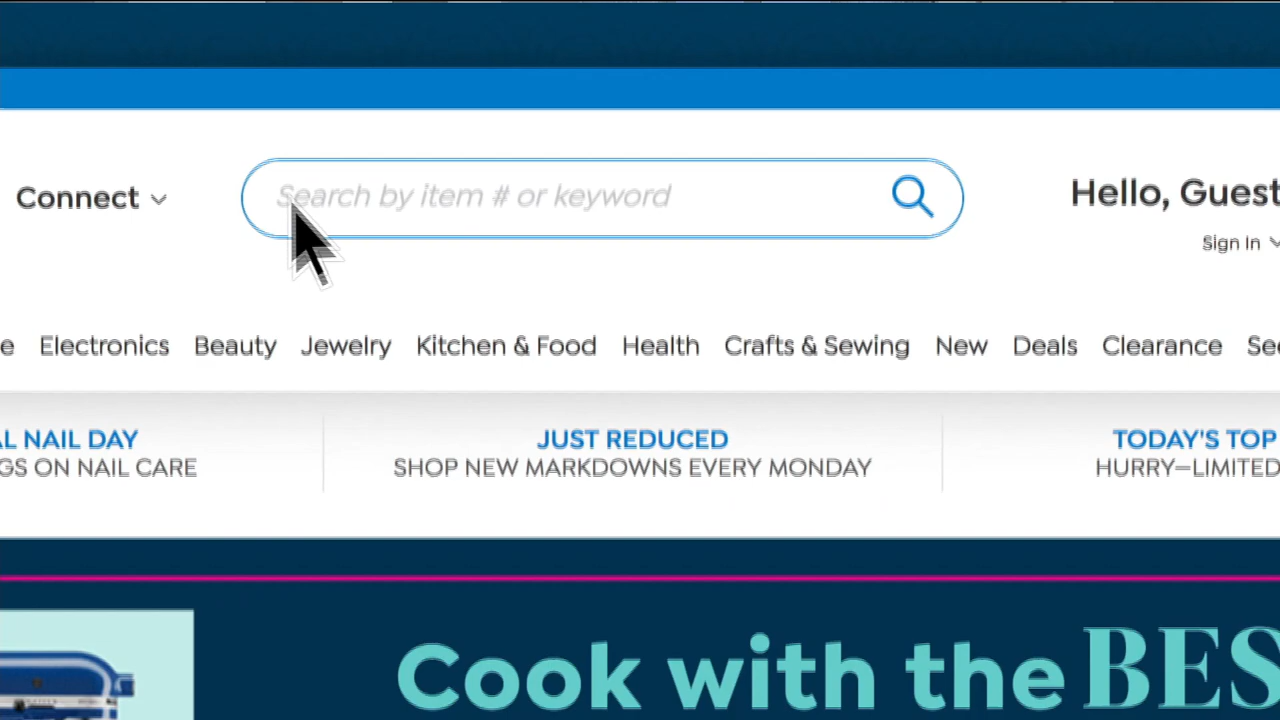 Connect
Search by item # or keyword
Hello, Guest
Sign In
Electronics Beauty Jewelry Kitchen & Food Health Crafts & Sewing New Deals Clearance
NAIL DAY
ON NAIL CARE
JUST REDUCED
SHOP NEW MARKDOWNS EVERY MONDAY
TODAY'S TOP
HURRY—LIMITED
Cook with the